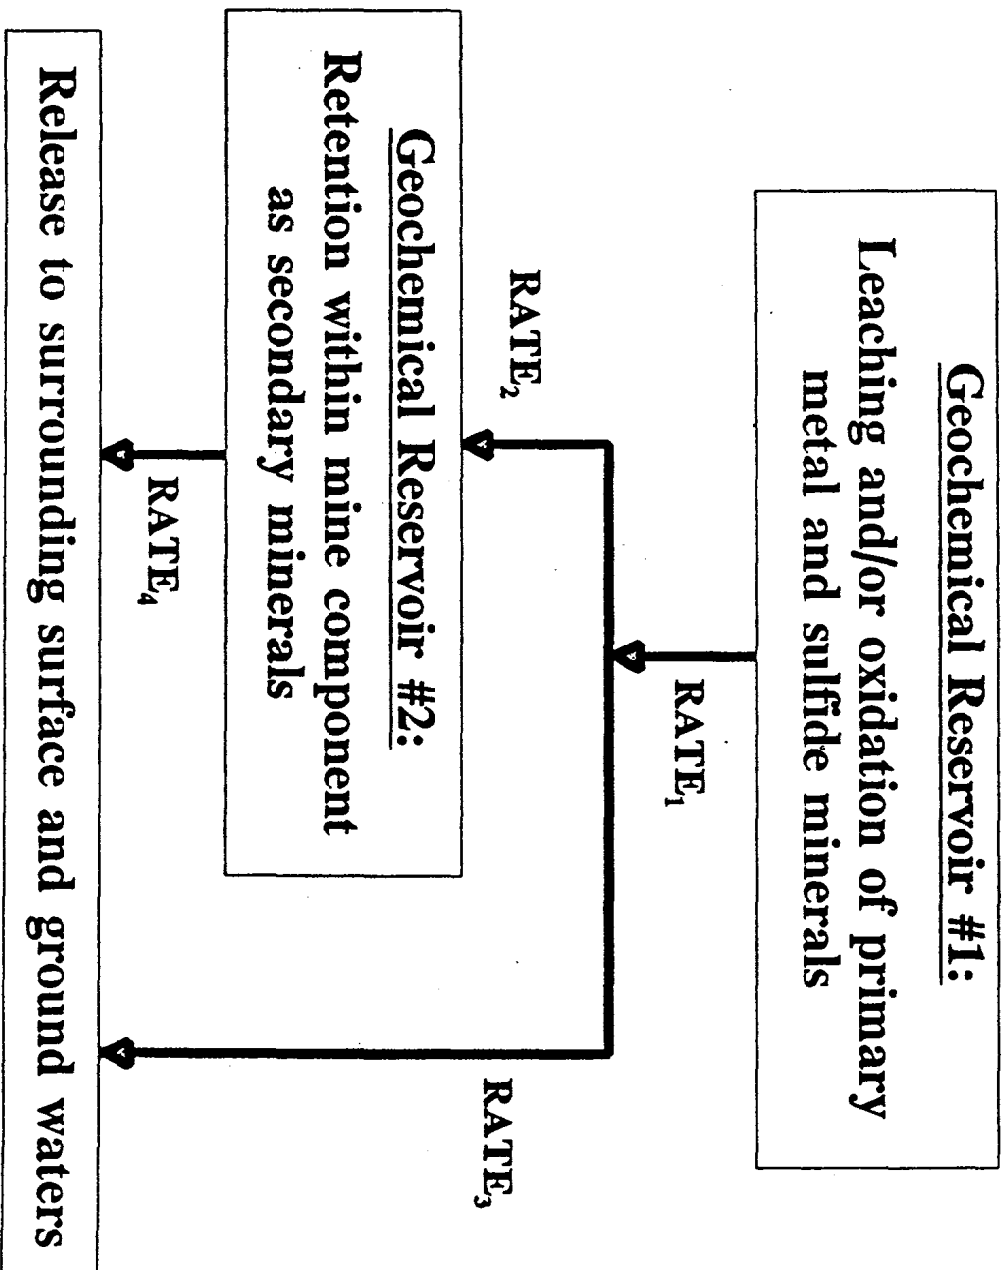 Geochemical Reservoir #1:
Leaching and/or oxidation of primary
metal and sulfide minerals
RATE₁
RATE₂
RATE₃
Geochemical Reservoir #2:
Retention within mine component
as secondary minerals
RATE₄
Release to surrounding surface and ground waters